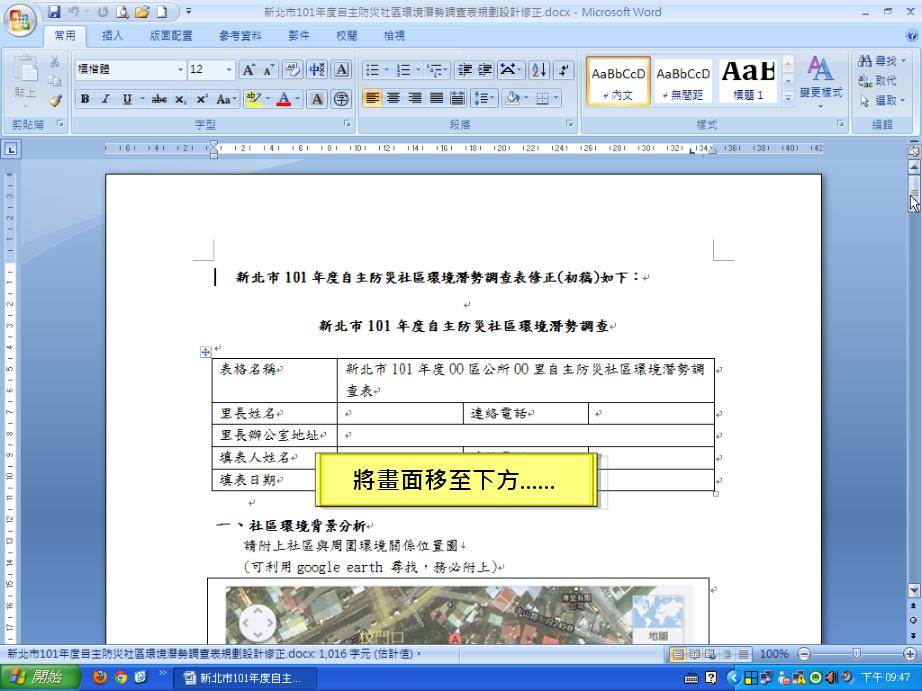 新北市101年度自主防災社區環境潛勢調查表規劃設計修正.docx - Microsoft Word
常用 插入 版面配置 參考資料 郵件 校閱 檢視
貼上
標楷體 12
剪貼簿 字型 段落 樣式 編輯
AaBbCcD AaBbCcD AaB
內文 無間距 標題 1
變更樣式
尋找
取代
選取
新北市 101 年度自主防災社區環境潛勢調查表修正(初稿)如下：
新北市 101 年度自主防災社區環境潛勢調查
表格名稱 新北市 101 年度 OO 區公所 OO 里自主防災社區環境潛勢調查表
里長姓名 連絡電話
里長辦公室地址
填表人姓名
填表日期
將畫面移至下方......
一、社區環境背景分析
請附上社區與周圍環境關係位置圖
(可利用 google earth 尋找，務必附上)
地圖
新北市101年度自主防災社區環境潛勢調查表規劃設計修正.docx: 1,016 字元 (估計值)。
100%
開始
新北市101年度自主...
下午 09:47